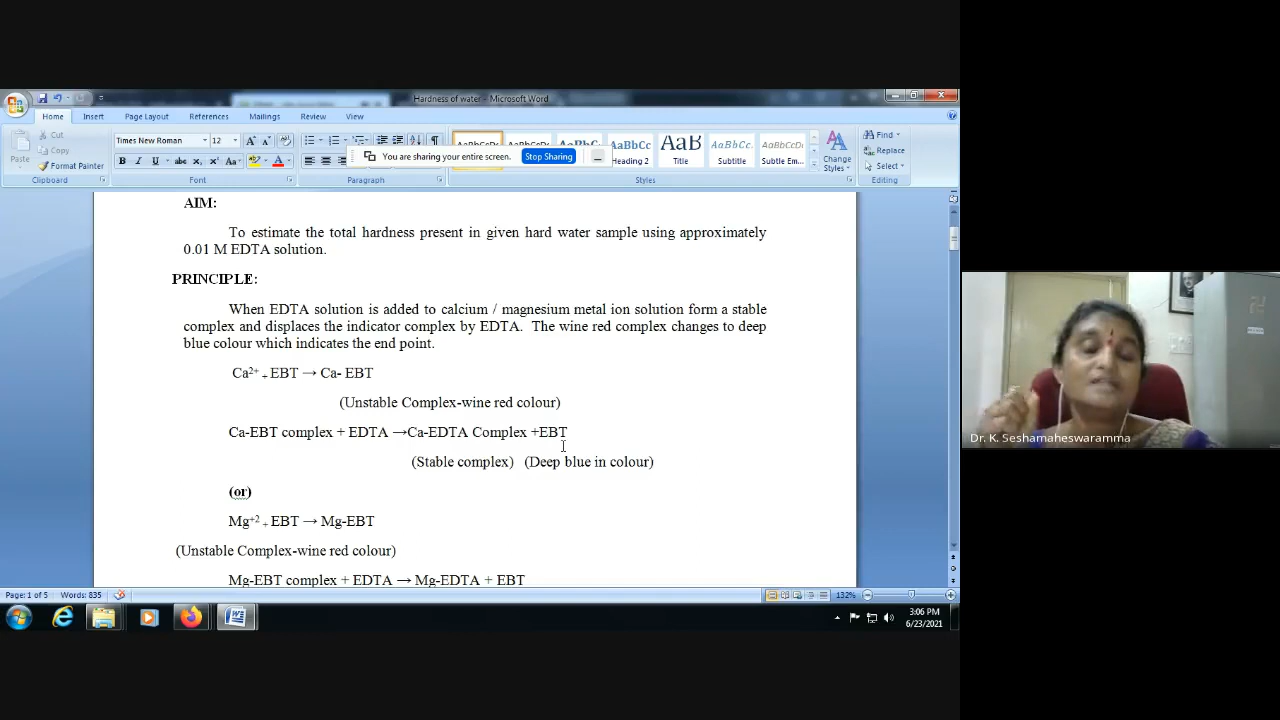 Hardness of water - Microsoft Word
Home Insert Page Layout References Mailings Review View
Paste
Cut
Copy
Format Painter
Clipboard
Times New Roman 12
Font
Paragraph
You are sharing your entire screen. Stop Sharing
Heading 2 Title Subtitle Subtle Em...
Change Styles
Styles
Find
Replace
Select
Editing
AIM:
To estimate the total hardness present in given hard water sample using approximately
0.01 M EDTA solution.
PRINCIPLE:
When EDTA solution is added to calcium / magnesium metal ion solution form a stable
complex and displaces the indicator complex by EDTA. The wine red complex changes to deep
blue colour which indicates the end point.
Ca²⁺ + EBT → Ca- EBT
(Unstable Complex-wine red colour)
Ca-EBT complex + EDTA →Ca-EDTA Complex +EBT
(Stable complex) (Deep blue in colour)
(or)
Mg⁺² + EBT → Mg-EBT
(Unstable Complex-wine red colour)
Mg-EBT complex + EDTA → Mg-EDTA + EBT
Page: 1 of 5 Words: 835
132%
3:06 PM
6/23/2021
Dr. K. Seshamaheswaramma